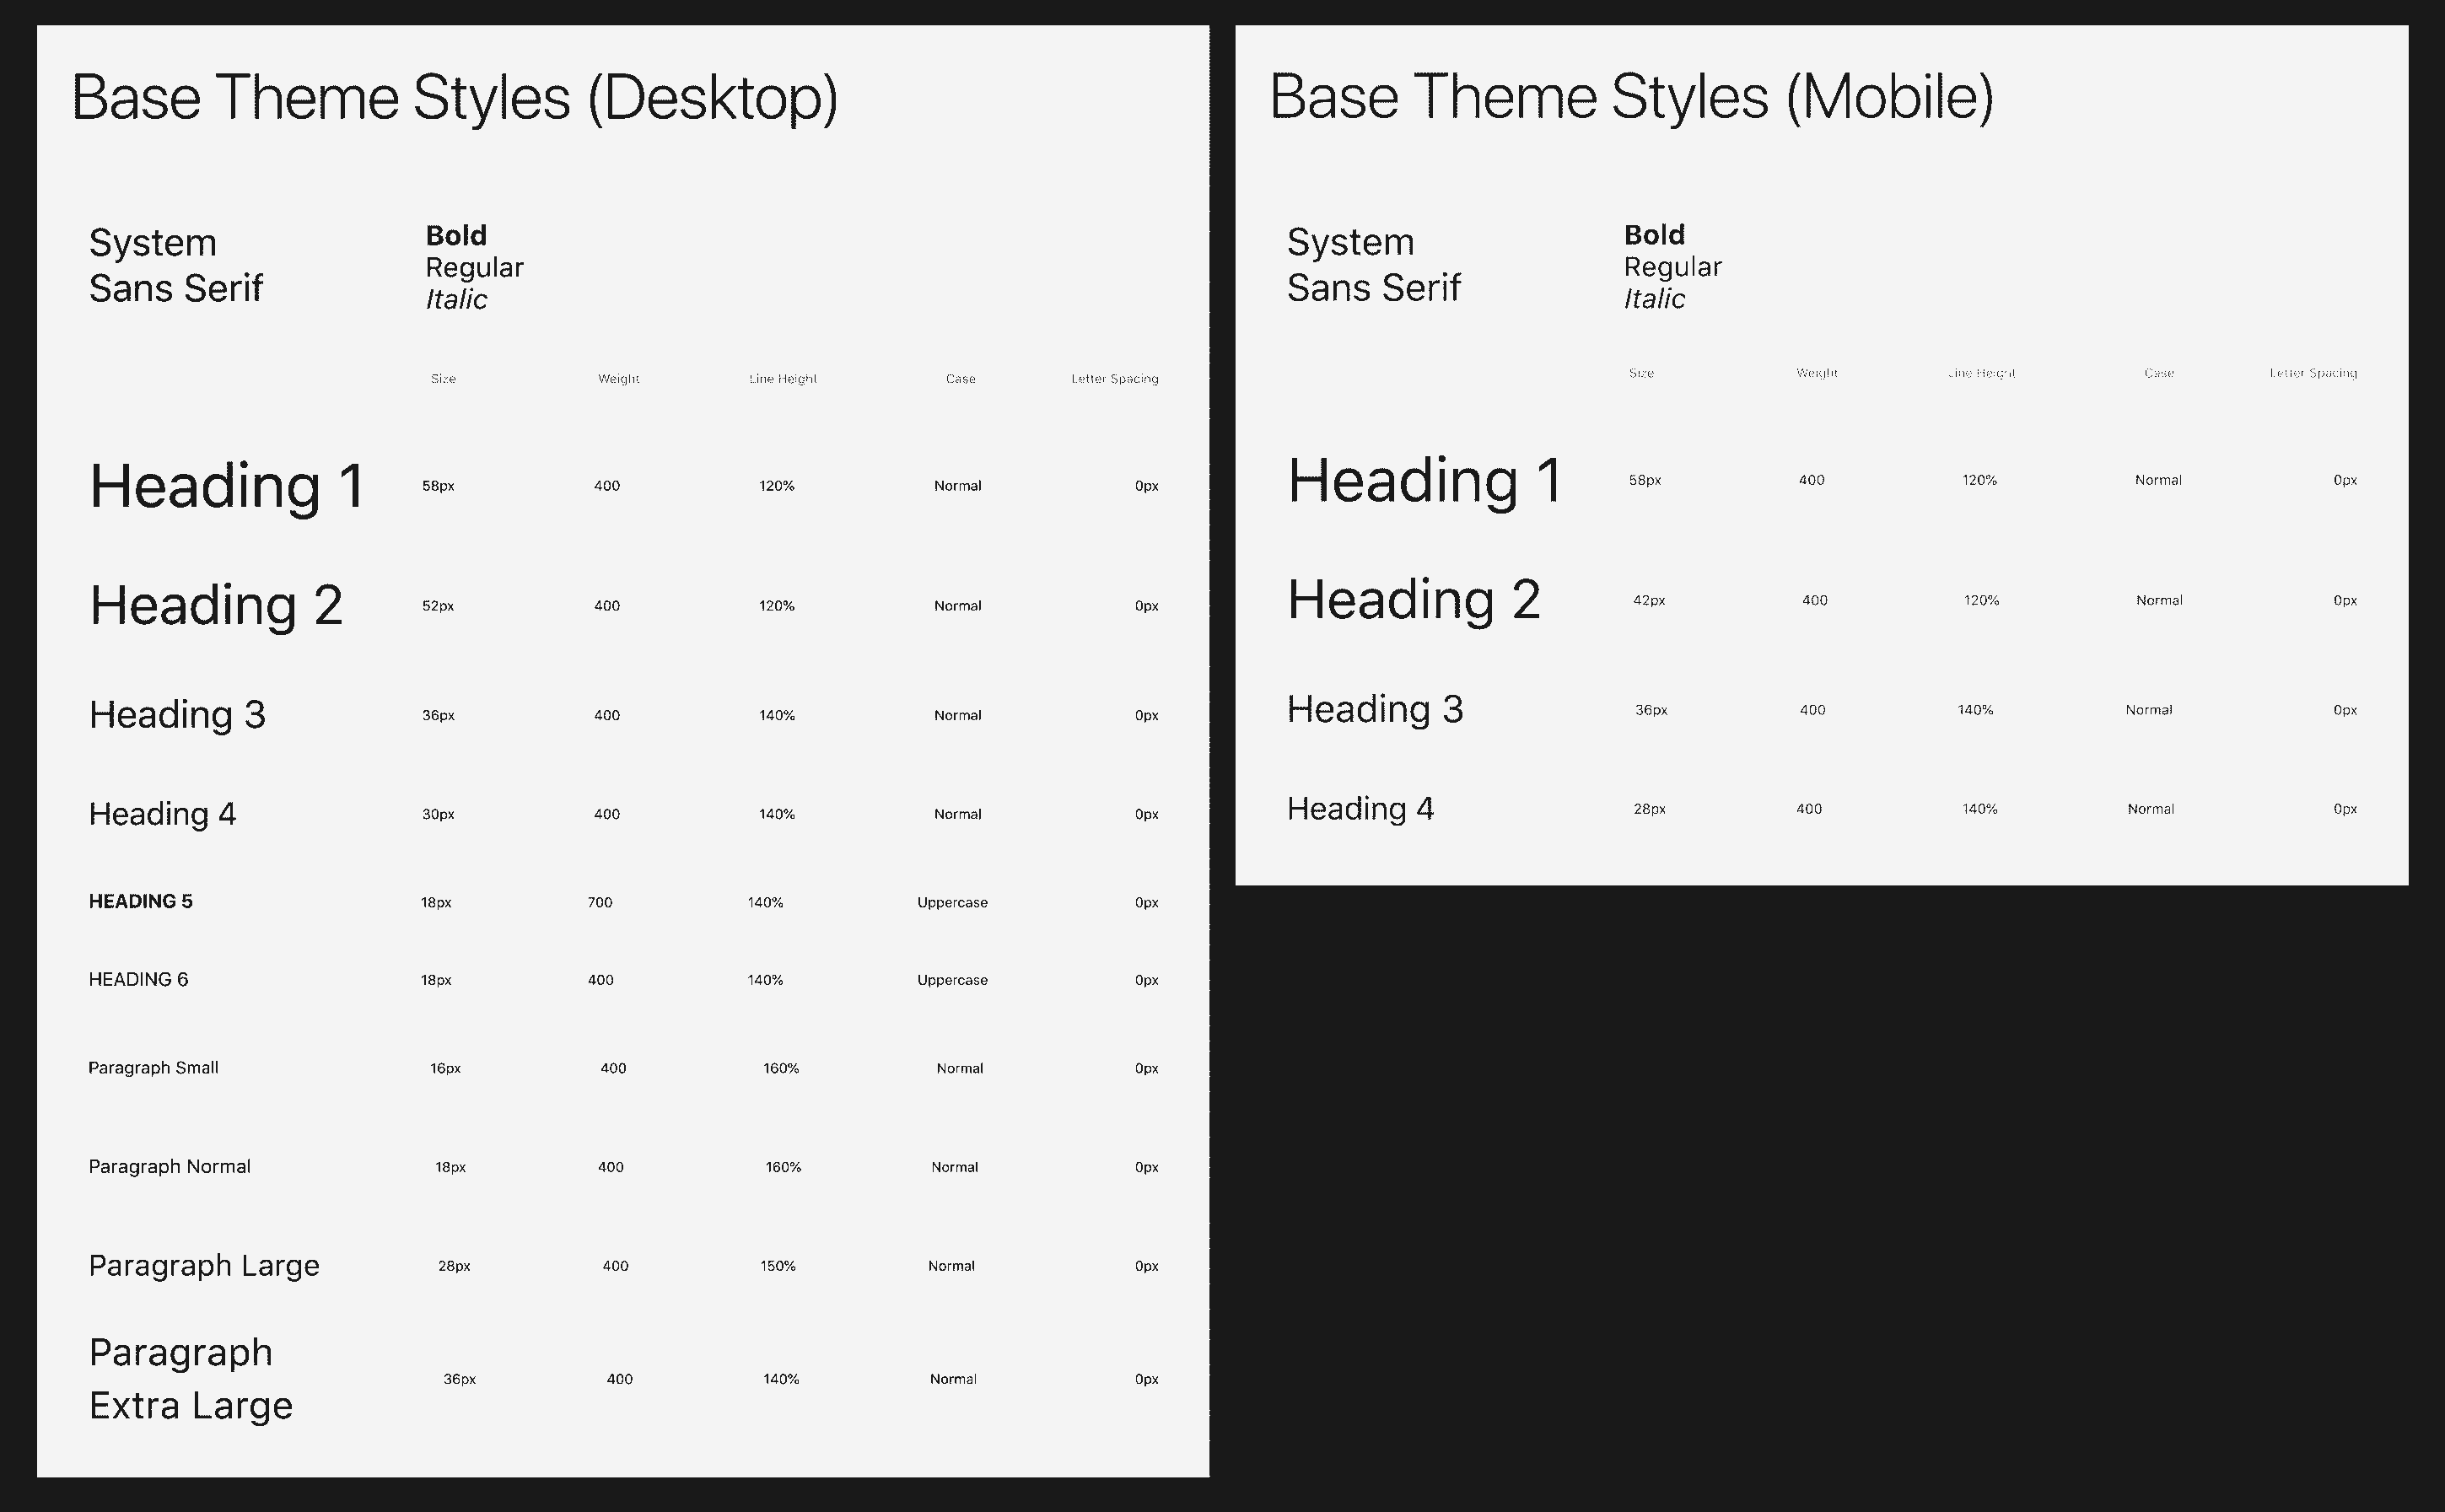 Base Theme Styles (Desktop)
System
Sans Serif
Bold
Regular
Italic
Size Weight Line Height Case Letter Spacing
Heading 1 58px 400 120% Normal 0px
Heading 2 52px 400 120% Normal 0px
Heading 3 36px 400 140% Normal 0px
Heading 4 30px 400 140% Normal 0px
HEADING 5 18px 700 140% Uppercase 0px
HEADING 6 18px 400 140% Uppercase 0px
Paragraph Small 16px 400 160% Normal 0px
Paragraph Normal 18px 400 160% Normal 0px
Paragraph Large 28px 400 150% Normal 0px
Paragraph
Extra Large 36px 400 140% Normal 0px
Base Theme Styles (Mobile)
System
Sans Serif
Bold
Regular
Italic
Size Weight Line Height Case Letter Spacing
Heading 1 58px 400 120% Normal 0px
Heading 2 42px 400 120% Normal 0px
Heading 3 36px 400 140% Normal 0px
Heading 4 28px 400 140% Normal 0px